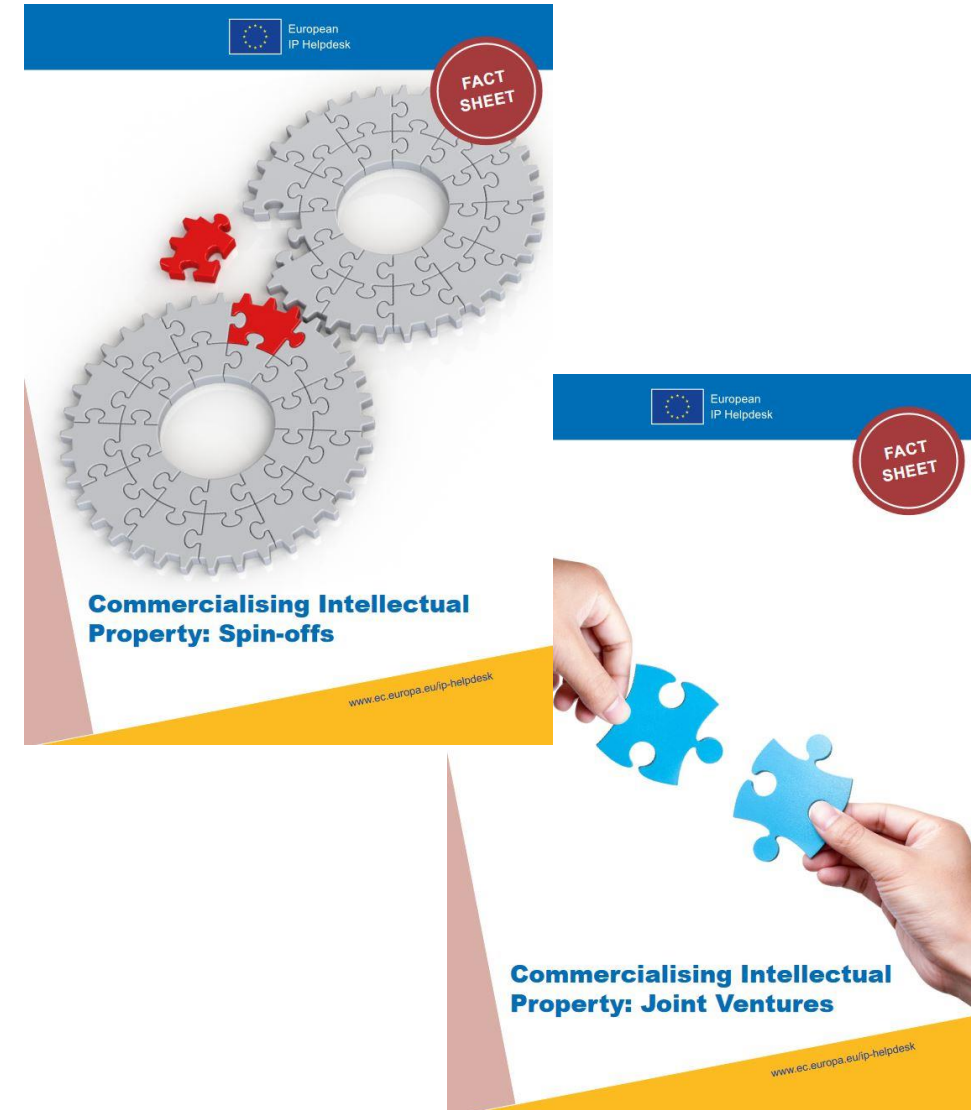 European
IP Helpdesk
FACT
SHEET
Commercialising Intellectual
Property: Spin-offs
www.ec.europa.eu/ip-helpdesk
European
IP Helpdesk
FACT
SHEET
Commercialising Intellectual
Property: Joint Ventures
www.ec.europa.eu/ip-helpdesk